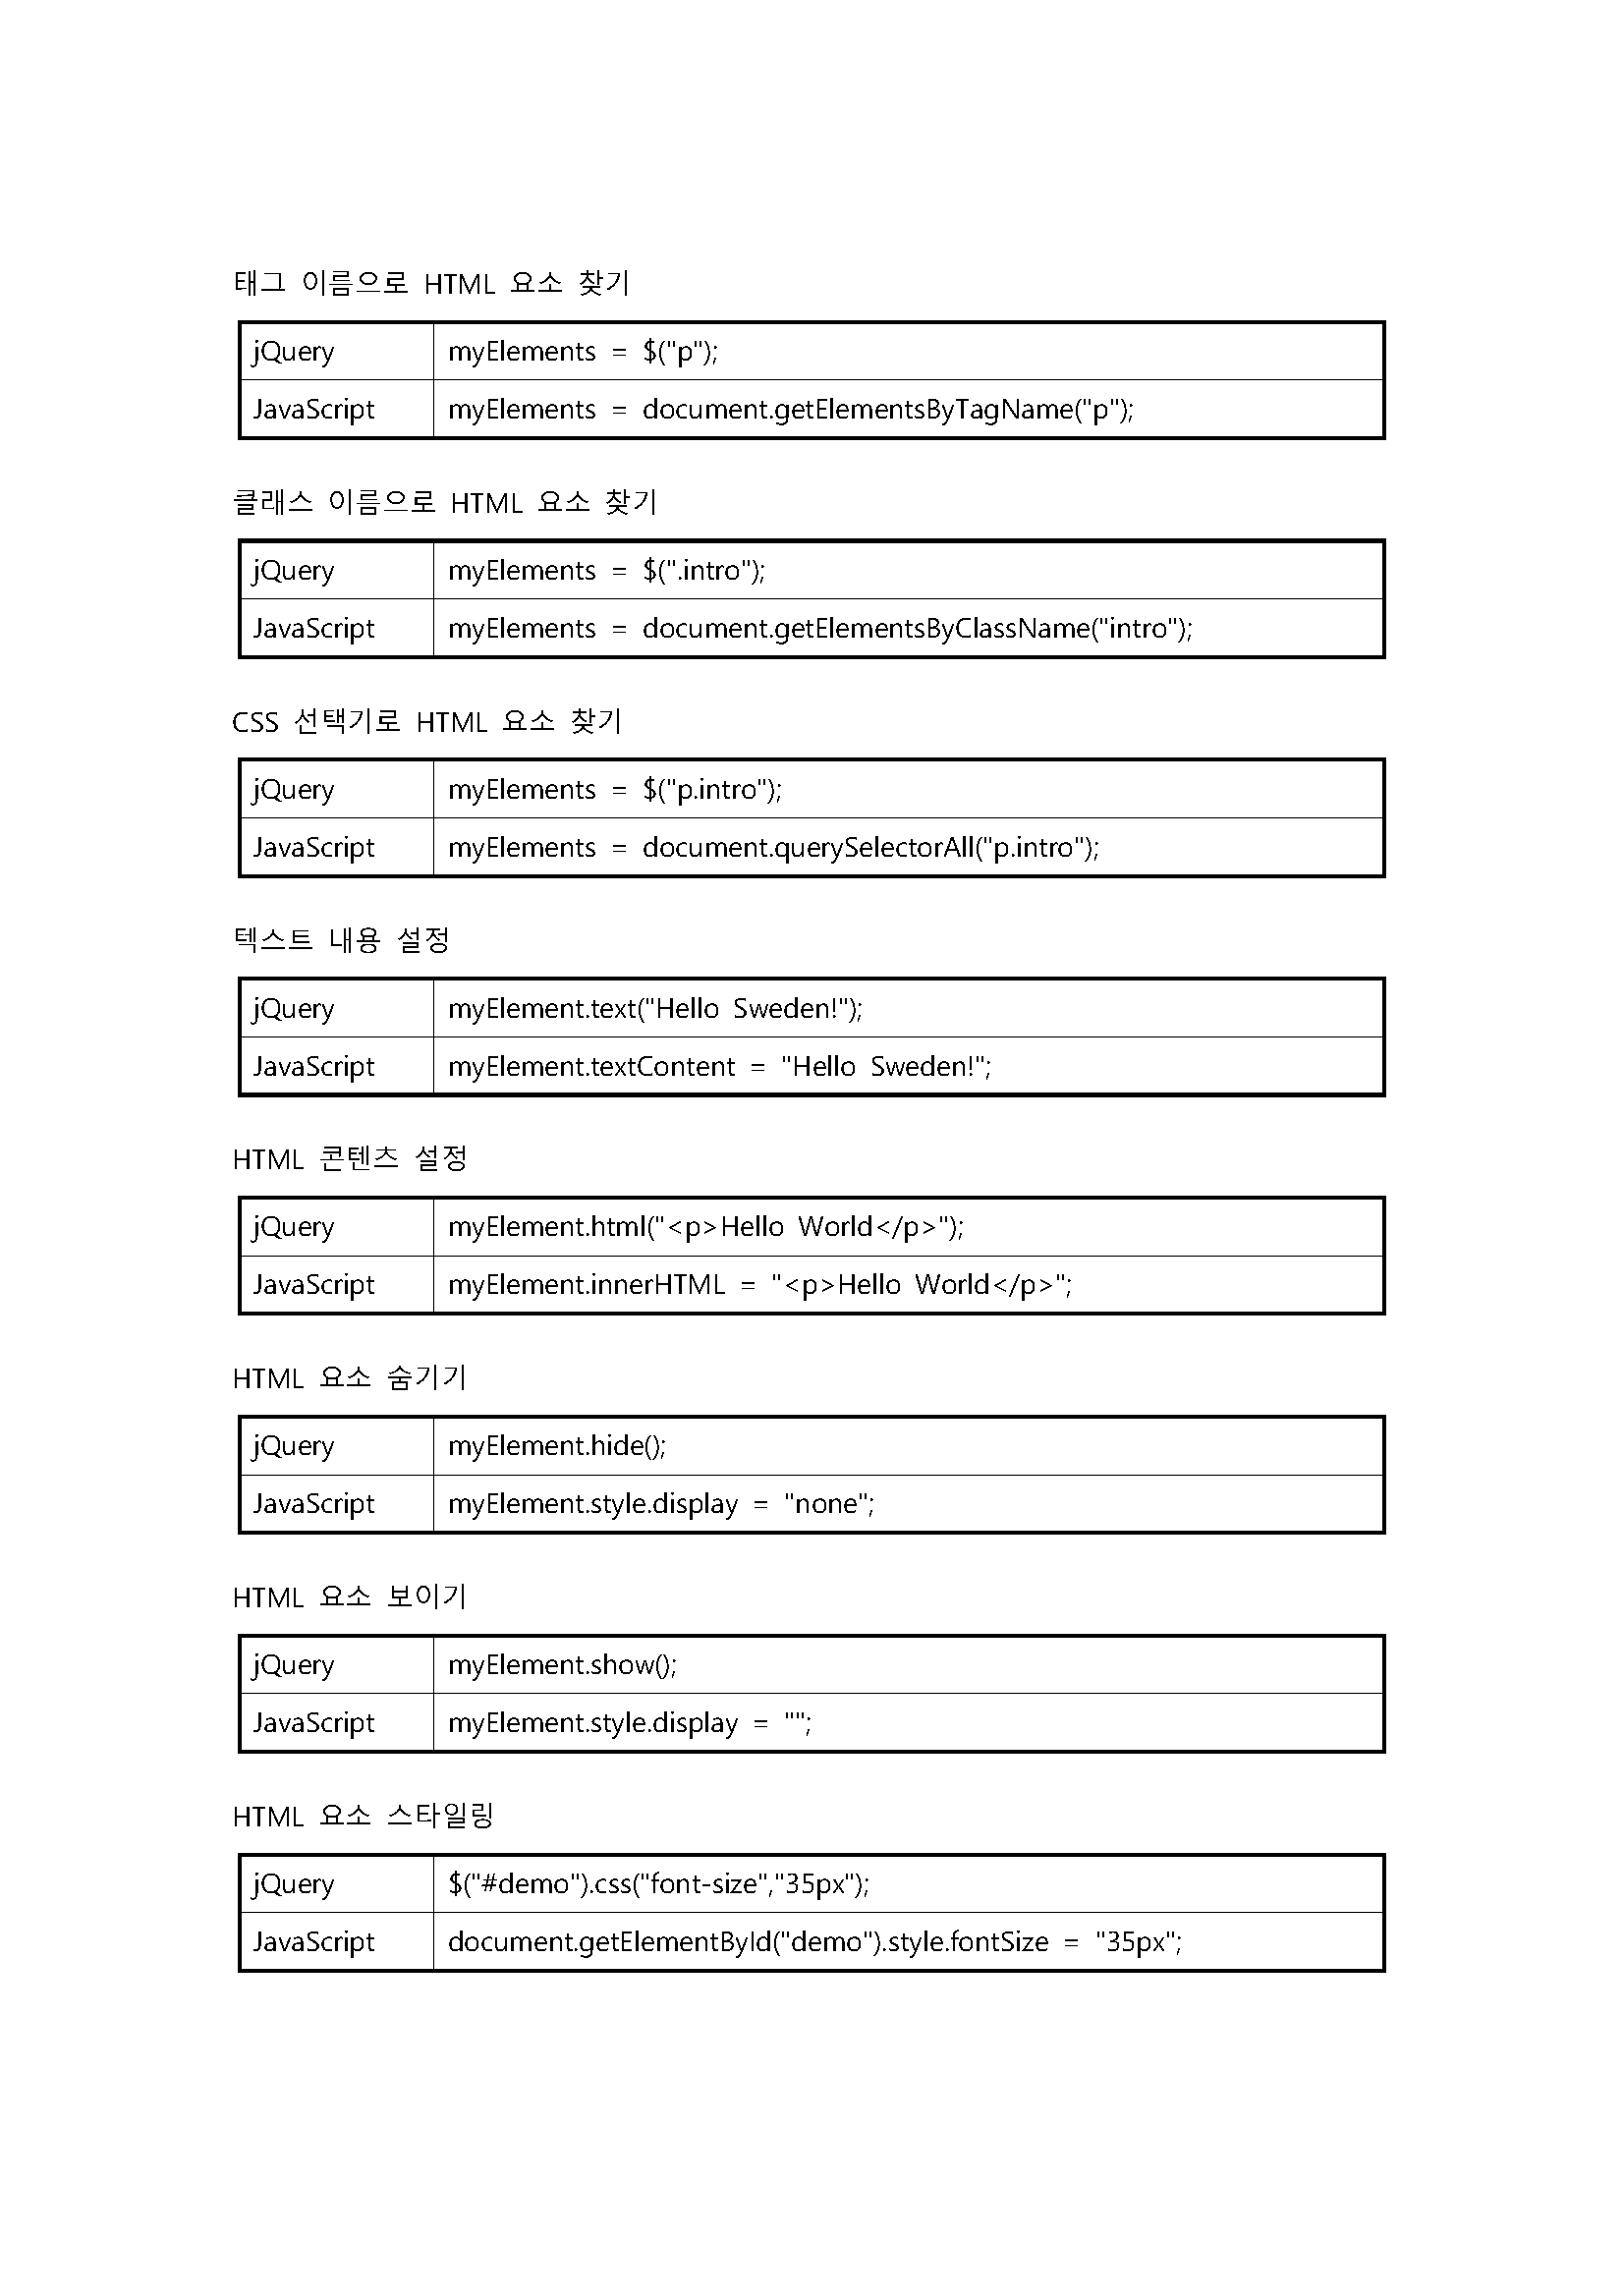 태그 이름으로 HTML 요소 찾기
jQuery myElements = $("p");
JavaScript myElements = document.getElementsByTagName("p");
클래스 이름으로 HTML 요소 찾기
jQuery myElements = $(".intro");
JavaScript myElements = document.getElementsByClassName("intro");
CSS 선택기로 HTML 요소 찾기
jQuery myElements = $("p.intro");
JavaScript myElements = document.querySelectorAll("p.intro");
텍스트 내용 설정
jQuery myElement.text("Hello Sweden!");
JavaScript myElement.textContent = "Hello Sweden!";
HTML 콘텐츠 설정
jQuery myElement.html("<p>Hello World</p>");
JavaScript myElement.innerHTML = "<p>Hello World</p>";
HTML 요소 숨기기
jQuery myElement.hide();
JavaScript myElement.style.display = "none";
HTML 요소 보이기
jQuery myElement.show();
JavaScript myElement.style.display = "";
HTML 요소 스타일링
jQuery $("#demo").css("font-size","35px");
JavaScript document.getElementById("demo").style.fontSize = "35px";